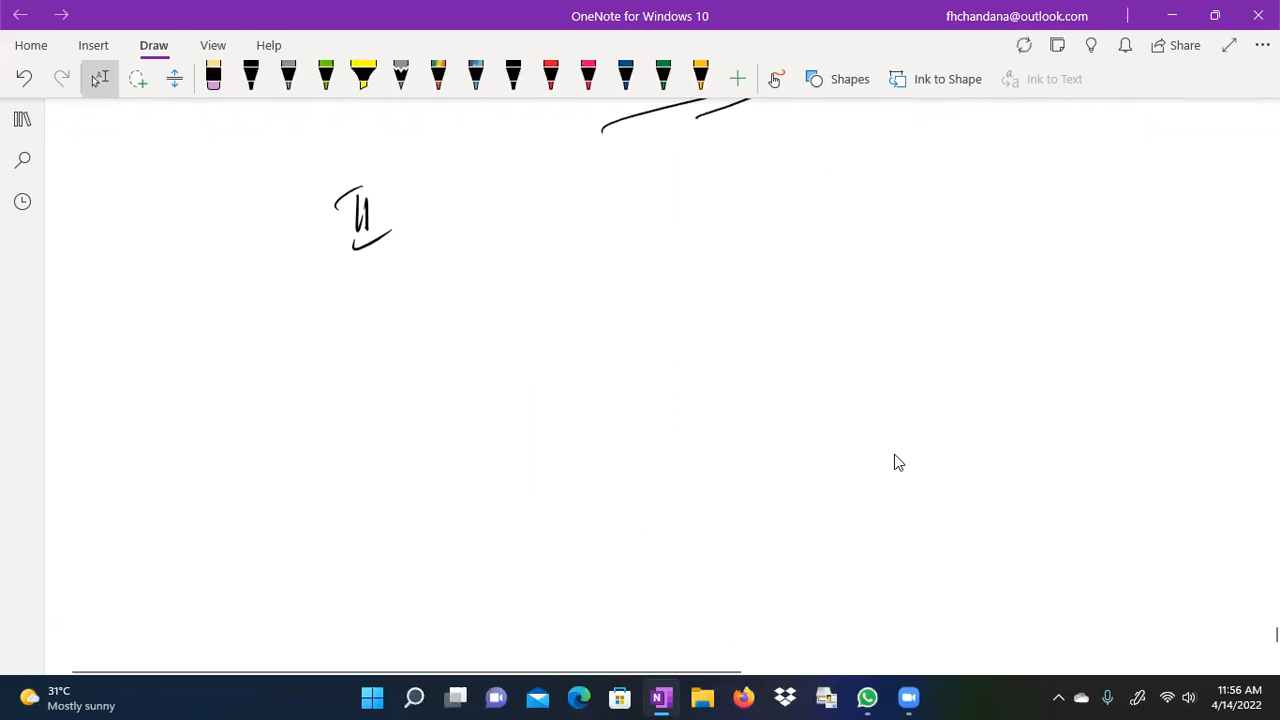 OneNote for Windows 10
fhchandana@outlook.com
Home Insert Draw View Help
Share
Shapes Ink to Shape Ink to Text
II
31°C
Mostly sunny
11:56 AM
4/14/2022